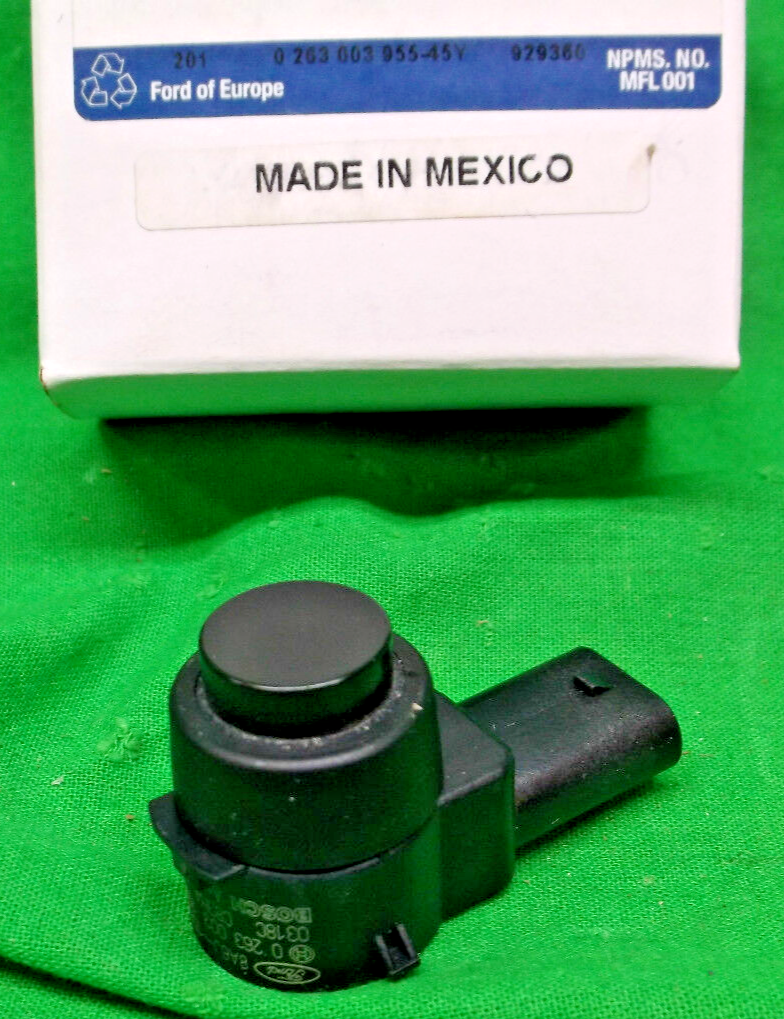 201 0 263 003 955-45Y 929360
NPMS. NO.
Ford of Europe MFL001
MADE IN MEXICO
BOSCH
0318C
0 263
Ford